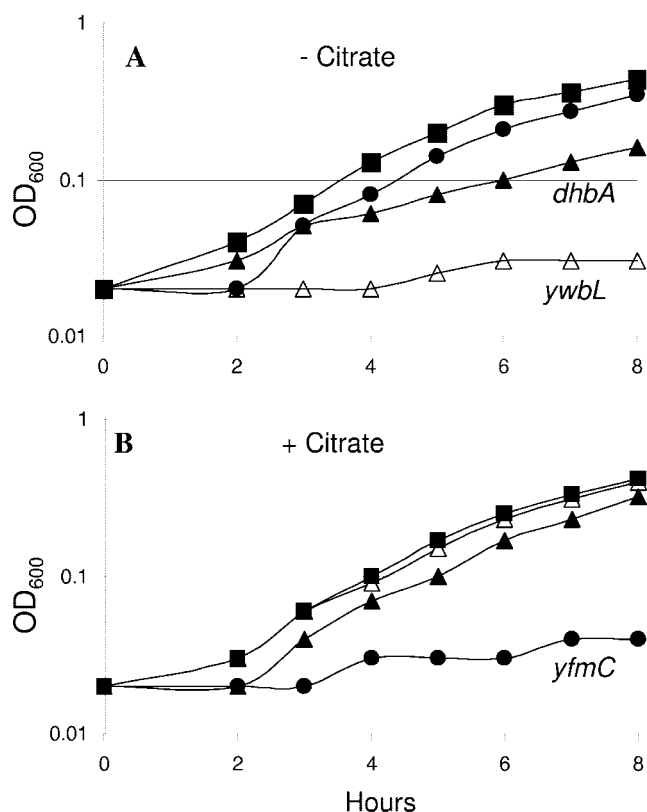 1
A
- Citrate
OD600
0.1
dhbA
ywbL
0.01
0 2 4 6 8
1
B
+ Citrate
OD600
0.1
yfmC
0.01
0 2 4 6 8
Hours